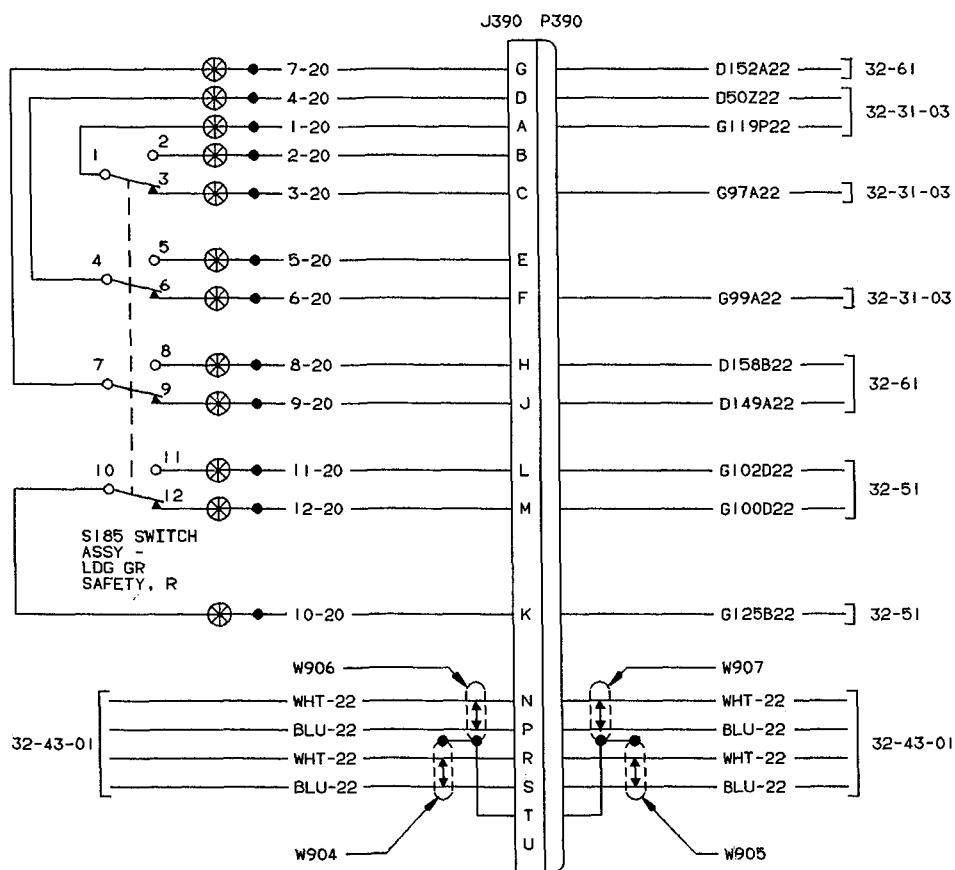 J390 P390
7-20 G D152A22 32-61
4-20 D D50Z22
32-31-03
1-20 A G119P22
2 2-20 B
1
3 3-20 C G97A22 32-31-03
5 5-20 E
4
6 6-20 F G99A22 32-31-03
8 8-20 H D158B22
7 32-61
9 9-20 J D149A22
11 11-20 L G102D22
10 32-51
12 12-20 M G100D22
S185 SWITCH
ASSY -
LDG GR
SAFETY, R
10-20 K G125B22 32-51
W906 W907
WHT-22 N WHT-22
BLU-22 P BLU-22
32-43-01 32-43-01
WHT-22 R WHT-22
BLU-22 S BLU-22
T
U
W904 W905